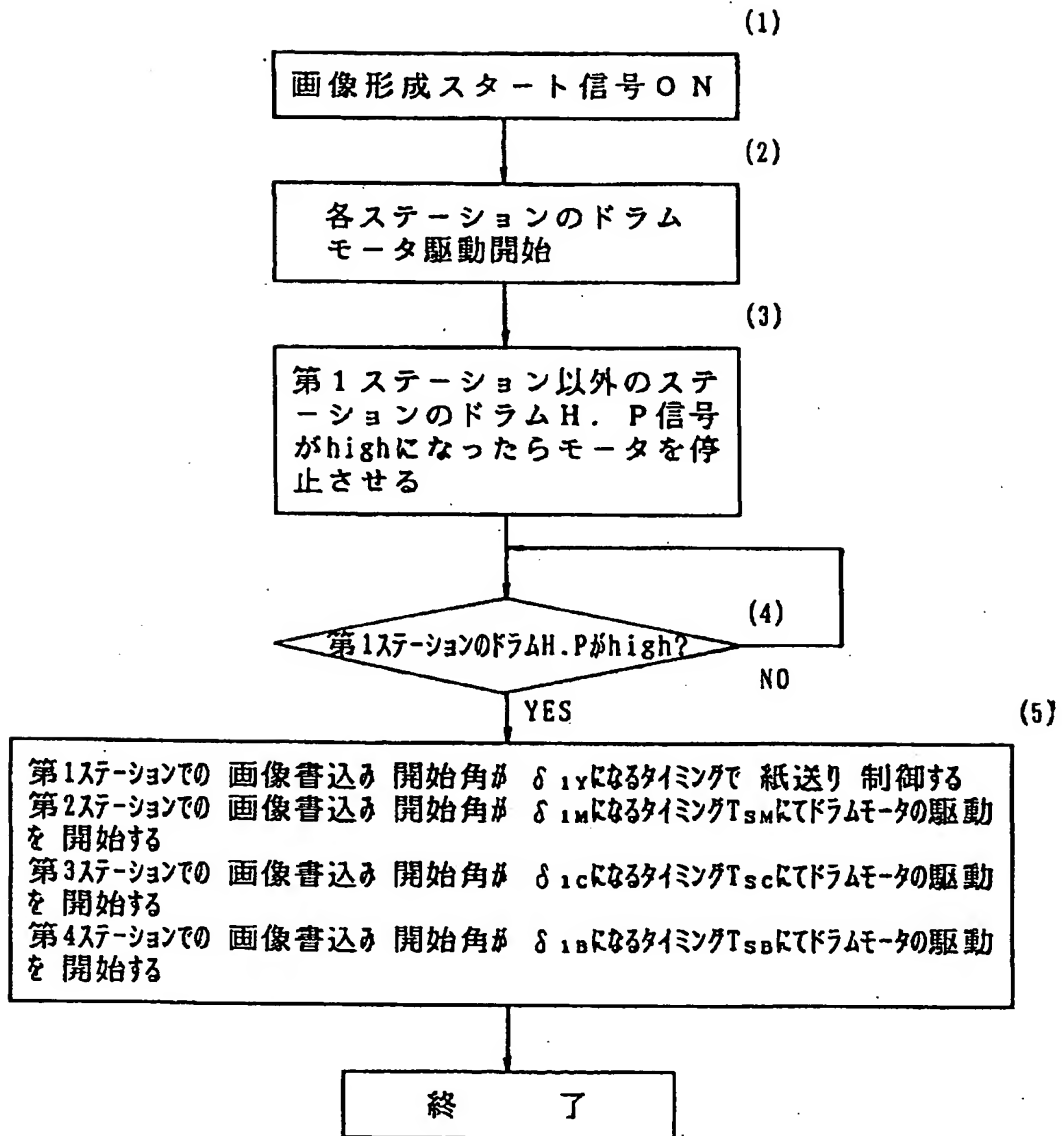 (1)
画像形成スタート信号ON
(2)
各ステーションのドラム
モータ駆動開始
(3)
第1ステーション以外のステ
ーションのドラムH.P信号
がhighになったらモータを停
止させる
(4)
第1ステーションのドラムH.Pがhigh?
NO
YES
(5)
第1ステーションでの 画像書込み 開始角が δ1Yになるタイミングで 紙送り 制御する
第2ステーションでの 画像書込み 開始角が δ1MになるタイミングTSMにてドラムモータの駆動
を 開始する
第3ステーションでの 画像書込み 開始角が δ1CになるタイミングTSCにてドラムモータの駆動
を 開始する
第4ステーションでの 画像書込み 開始角が δ1BになるタイミングTSBにてドラムモータの駆動
を 開始する
終 了